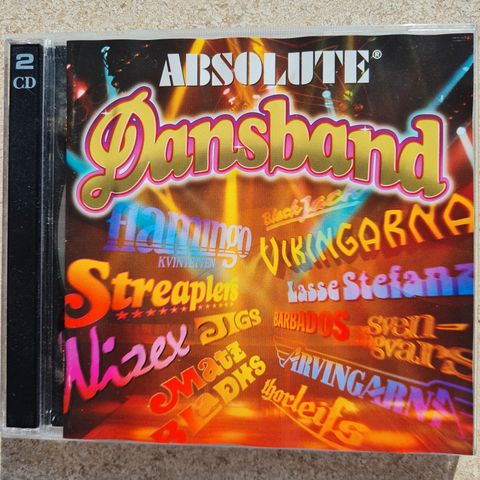 2
CD
ABSOLUTE®
Dansband
Black Jack
flamingo
KVINTETTEN
VIKINGARNA
Streaplers
Lasse Stefanz
Nizex
JIGS
BARBADOS
sven-
ingvars
Matz
Bladhs
ARVINGARNA
thorleifs